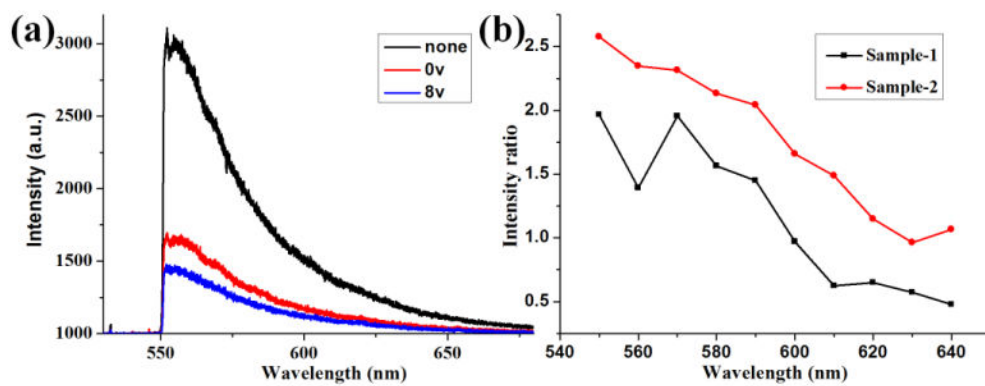 (a)
3000
2500
2000
1500
1000
Intensity (a.u.)
none
0v
8v
550
600
650
Wavelength (nm)
(b)
2.5
2.0
1.5
1.0
0.5
Intensity ratio
Sample-1
Sample-2
540
560
580
600
620
640
Wavelength (nm)